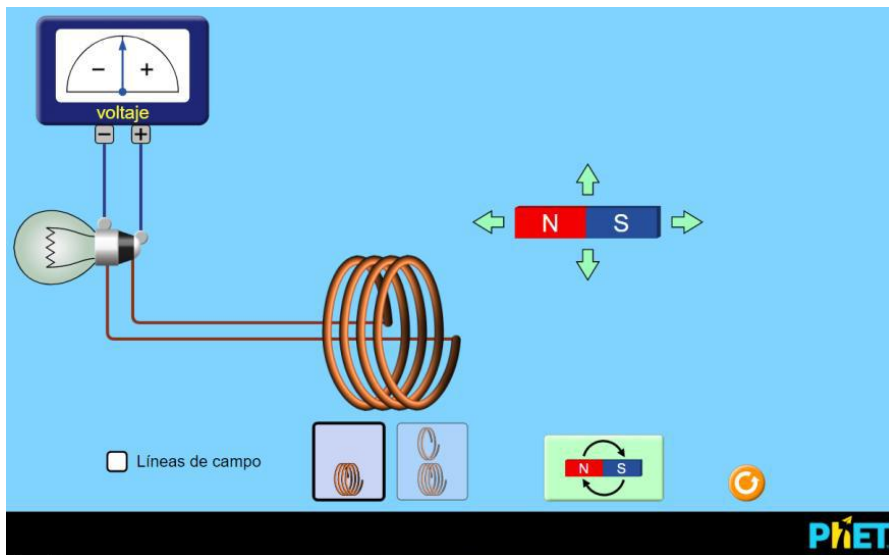 − +
voltaje
− +
N S
Líneas de campo
N S
PhET